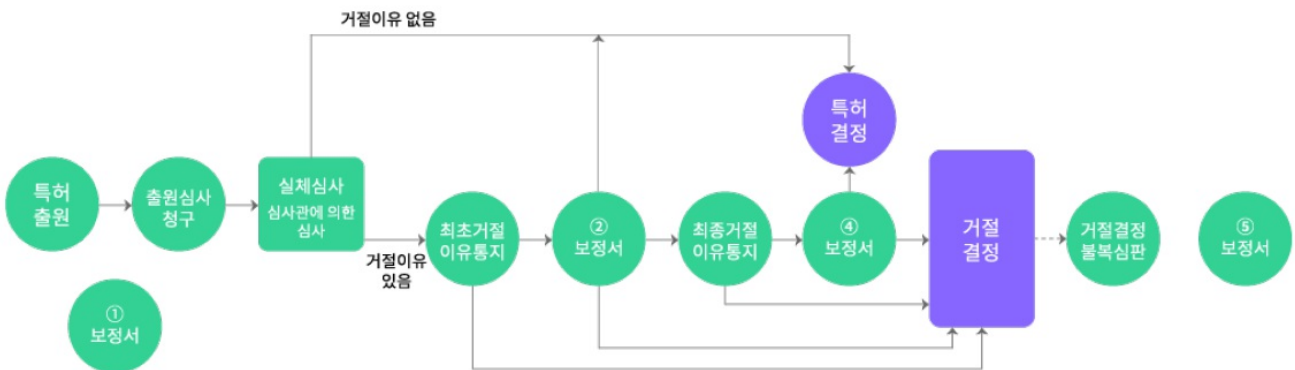 거절이유 없음
특허
출원
출원심사
청구
실체심사
심사관에 의한
심사
거절이유
있음
최초거절
이유통지
②
보정서
최종거절
이유통지
④
보정서
특허
결정
거절
결정
거절결정
불복심판
⑤
보정서
①
보정서